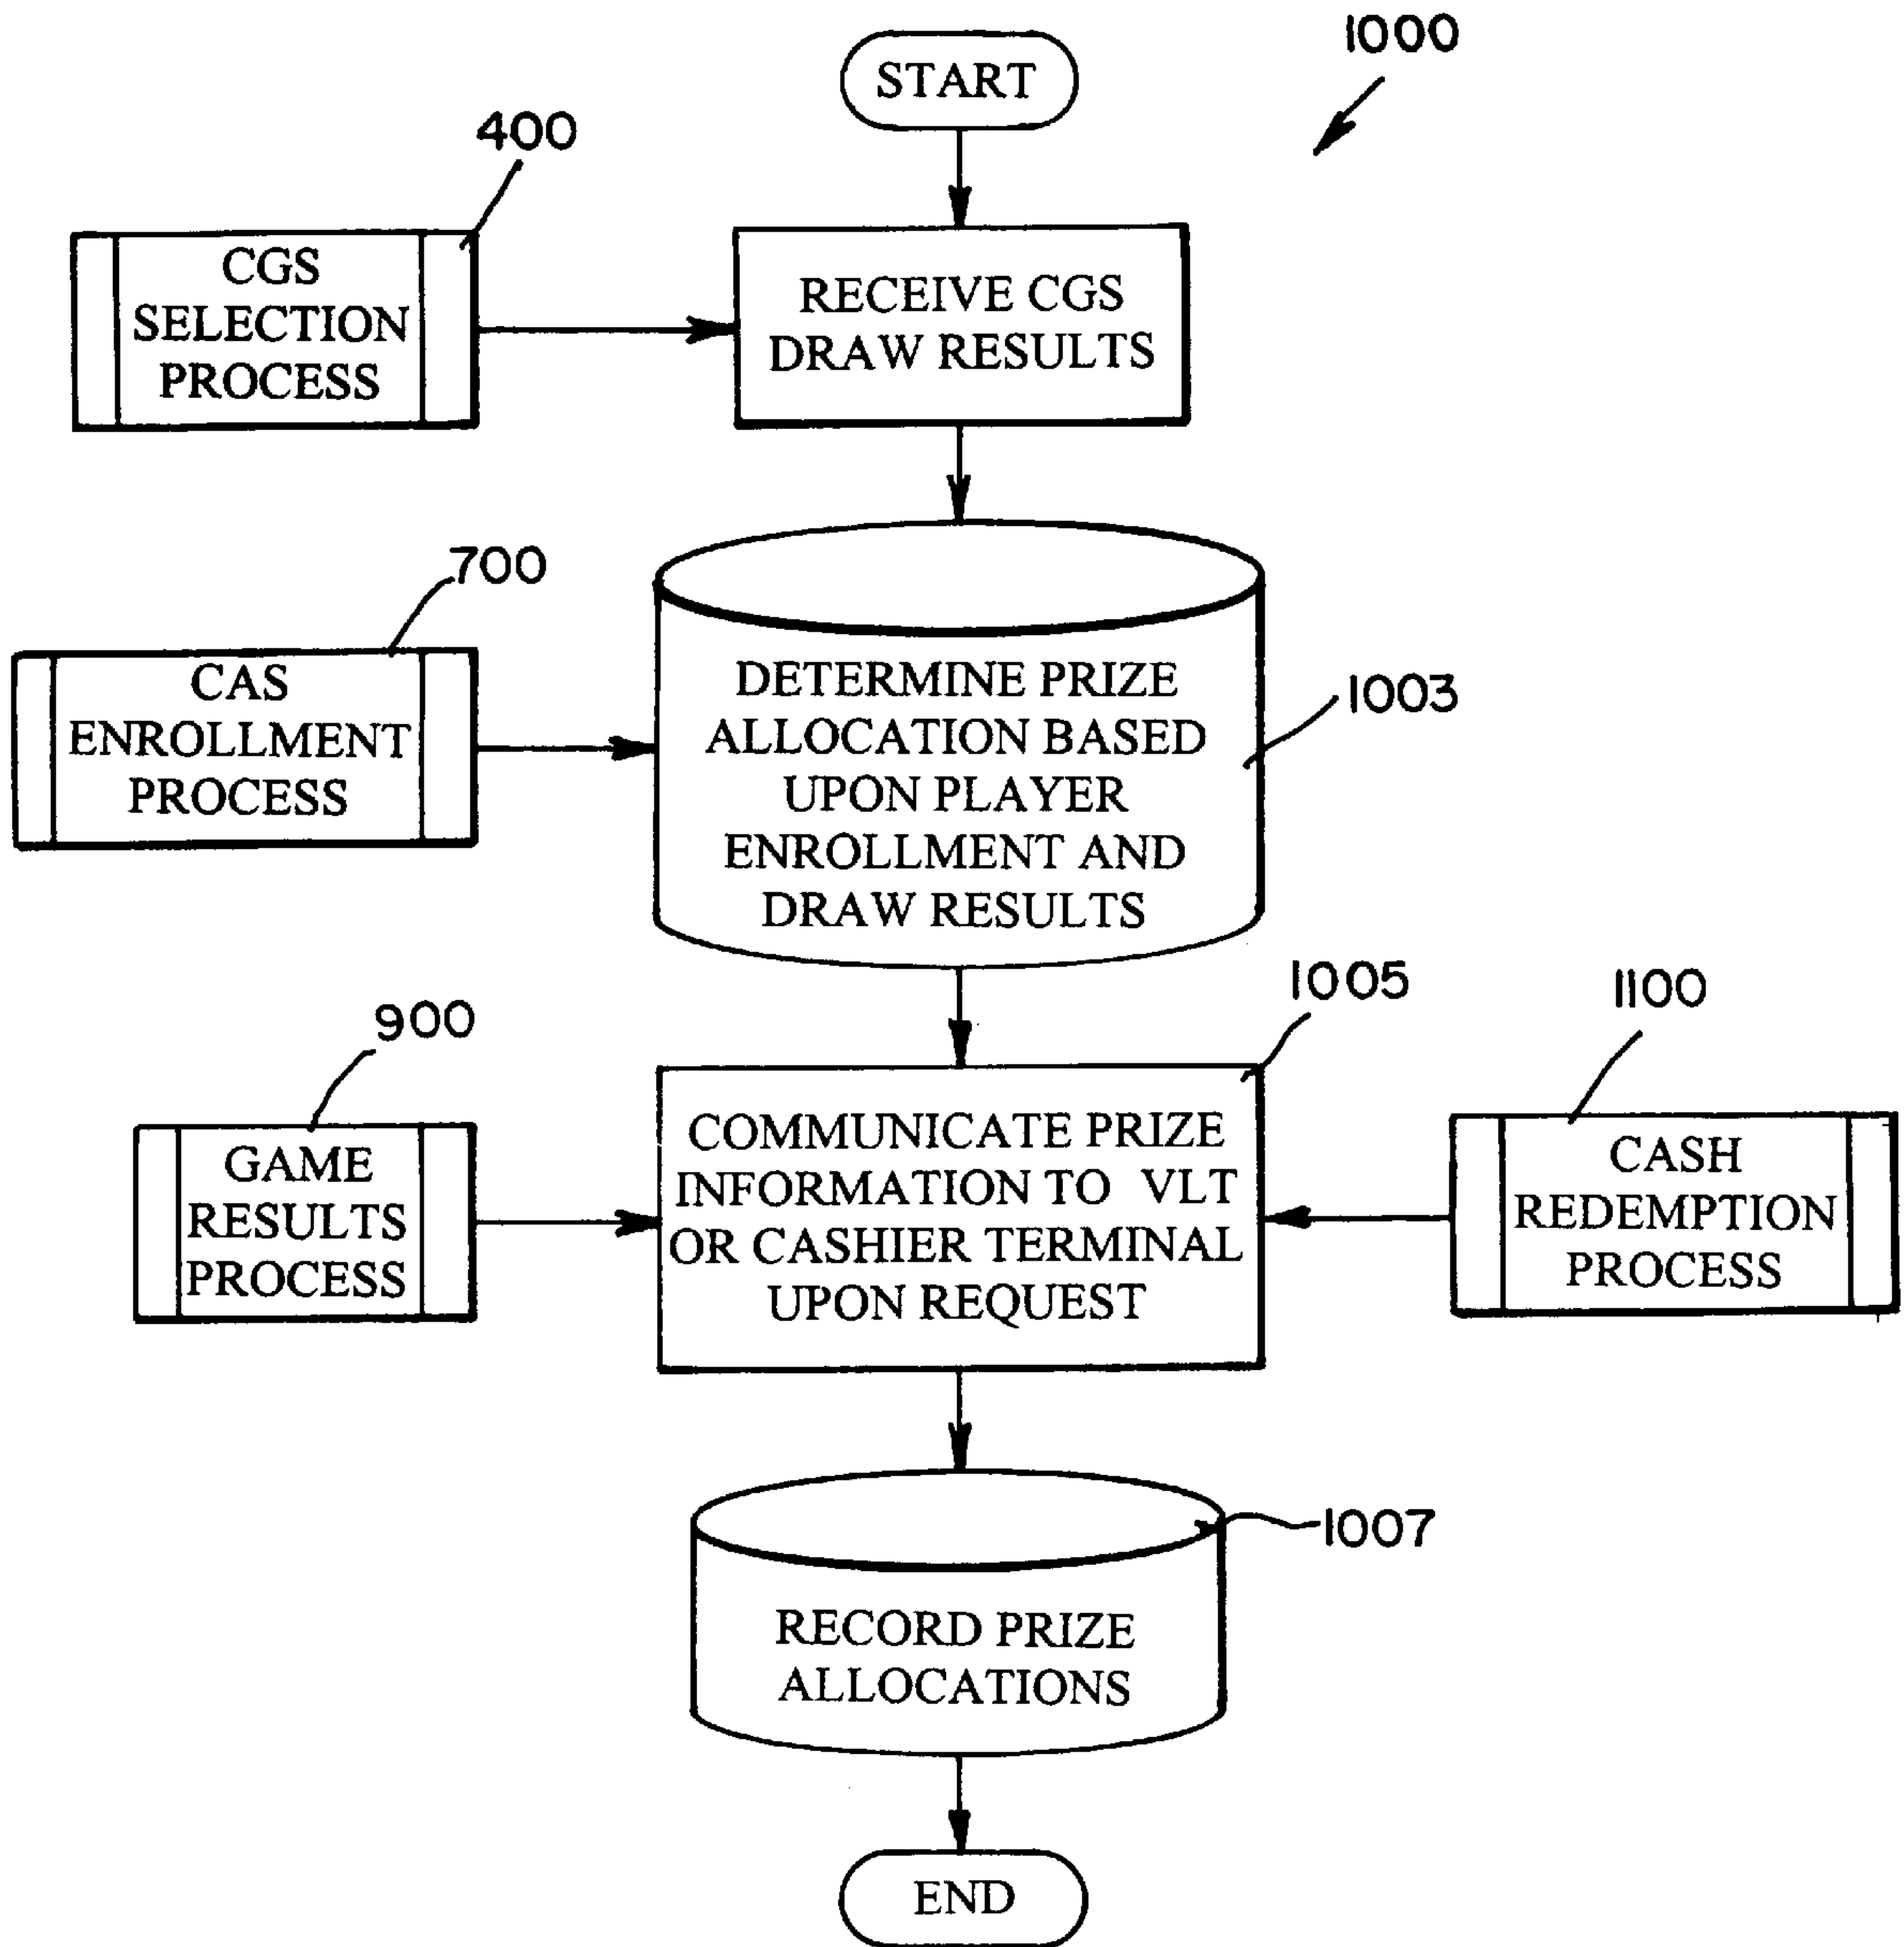 1000
START
400
CGS
SELECTION
PROCESS
RECEIVE CGS
DRAW RESULTS
700
CAS
ENROLLMENT
PROCESS
DETERMINE PRIZE
ALLOCATION BASED
UPON PLAYER
ENROLLMENT AND
DRAW RESULTS
1003
900
GAME
RESULTS
PROCESS
1005
COMMUNICATE PRIZE
INFORMATION TO VLT
OR CASHIER TERMINAL
UPON REQUEST
1100
CASH
REDEMPTION
PROCESS
1007
RECORD PRIZE
ALLOCATIONS
END